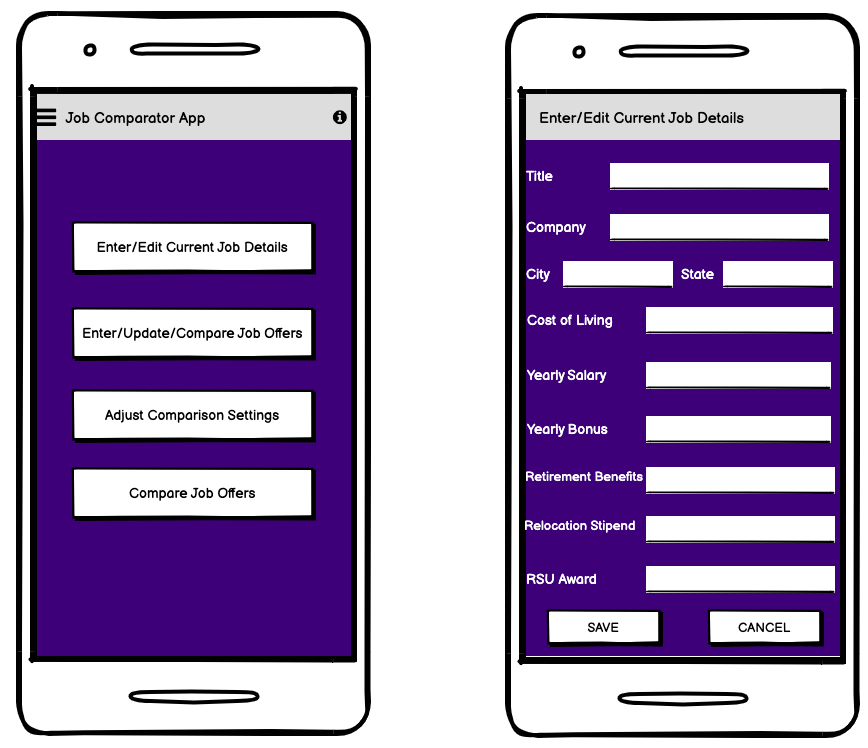 Job Comparator App
Enter/Edit Current Job Details
Enter/Update/Compare Job Offers
Adjust Comparison Settings
Compare Job Offers
Enter/Edit Current Job Details
Title
Company
City State
Cost of Living
Yearly Salary
Yearly Bonus
Retirement Benefits
Relocation Stipend
RSU Award
SAVE CANCEL